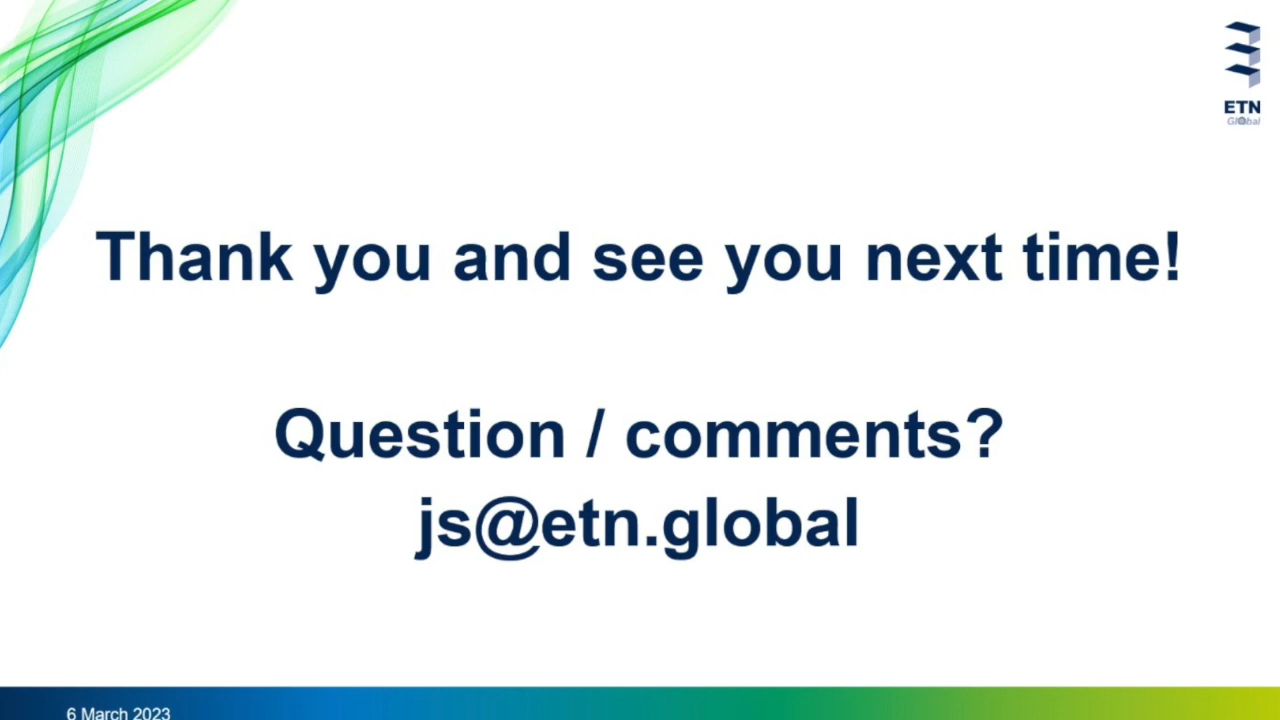 ETN
Global
Thank you and see you next time!
Question / comments?
js@etn.global
6 March 2023